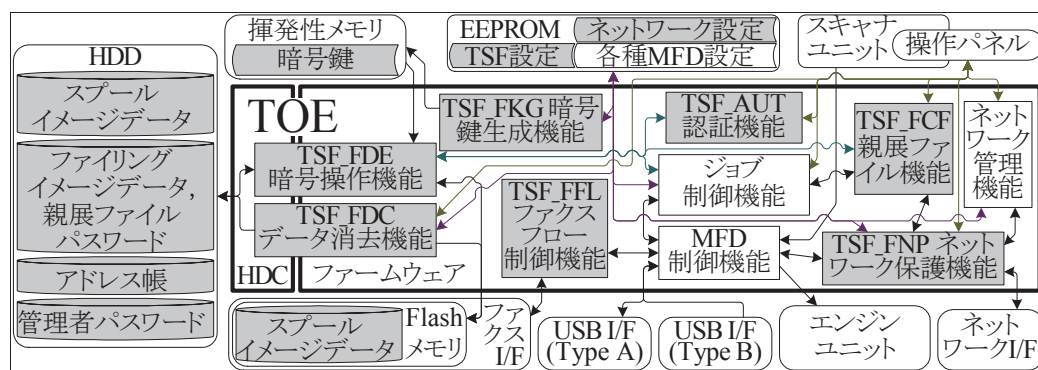 HDD
スプール
イメージデータ
ファイリング
イメージデータ,
親展ファイル
パスワード
アドレス帳
管理者パスワード
揮発性メモリ
暗号鍵
EEPROM
ネットワーク設定
TSF設定
各種MFD設定
スキャナ
ユニット
操作パネル
TOE
HDC
ファームウェア
TSF_FKG 暗号
鍵生成機能
TSF_AUT
認証機能
TSF_FCF
親展ファ
イル機能
ネット
ワーク
管理
機能
TSF_FDE
暗号操作機能
TSF_FDC
データ消去機能
TSF_FFL
ファクス
フロー
制御機能
ジョブ
制御機能
MFD
制御機能
TSF_FNP ネット
ワーク保護機能
スプール
イメージデータ
Flash
メモリ
ファ
クス
I/F
USB I/F
(Type A)
USB I/F
(Type B)
エンジン
ユニット
ネット
ワークI/F